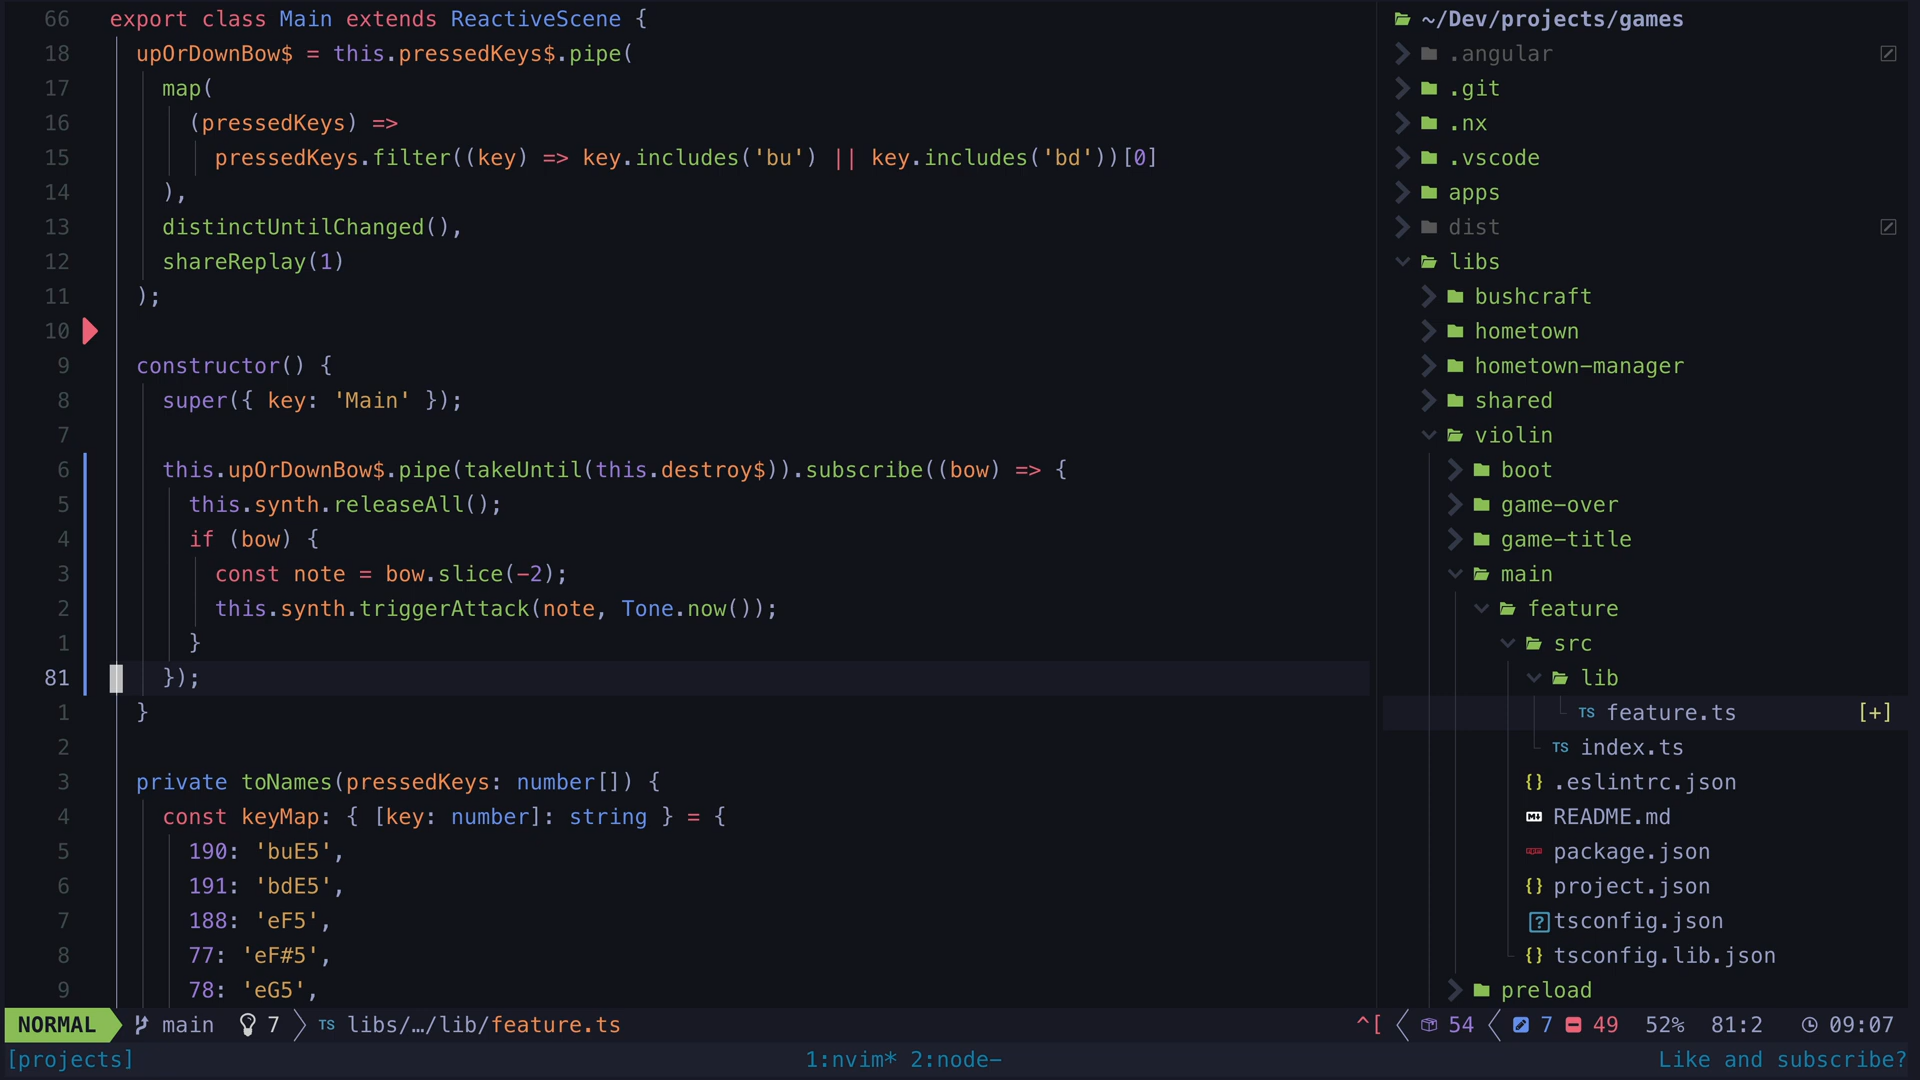 66 export class Main extends ReactiveScene {
18 upOrDownBow$ = this.pressedKeys$.pipe(
17 map(
16 (pressedKeys) =>
15 pressedKeys.filter((key) => key.includes('bu') || key.includes('bd'))[0]
14 ),
13 distinctUntilChanged(),
12 shareReplay(1)
11 );
10
9 constructor() {
8 super({ key: 'Main' });
7
6 this.upOrDownBow$.pipe(takeUntil(this.destroy$)).subscribe((bow) => {
5 this.synth.releaseAll();
4 if (bow) {
3 const note = bow.slice(-2);
2 this.synth.triggerAttack(note, Tone.now());
1 }
81 });
1 }
2
3 private toNames(pressedKeys: number[]) {
4 const keyMap: { [key: number]: string } = {
5 190: 'buE5',
6 191: 'bdE5',
7 188: 'eF5',
8 77: 'eF#5',
9 78: 'eG5',
~/Dev/projects/games
.angular
.git
.nx
.vscode
apps
dist
libs
bushcraft
hometown
hometown-manager
shared
violin
boot
game-over
game-title
main
feature
src
lib
TS feature.ts [+]
TS index.ts
{} .eslintrc.json
M↓ README.md
npm package.json
{} project.json
[?] tsconfig.json
{} tsconfig.lib.json
preload
NORMAL main 7 TS libs/…/lib/feature.ts ^[ 54 7 49 52% 81:2 09:07
[projects] 1:nvim* 2:node- Like and subscribe?